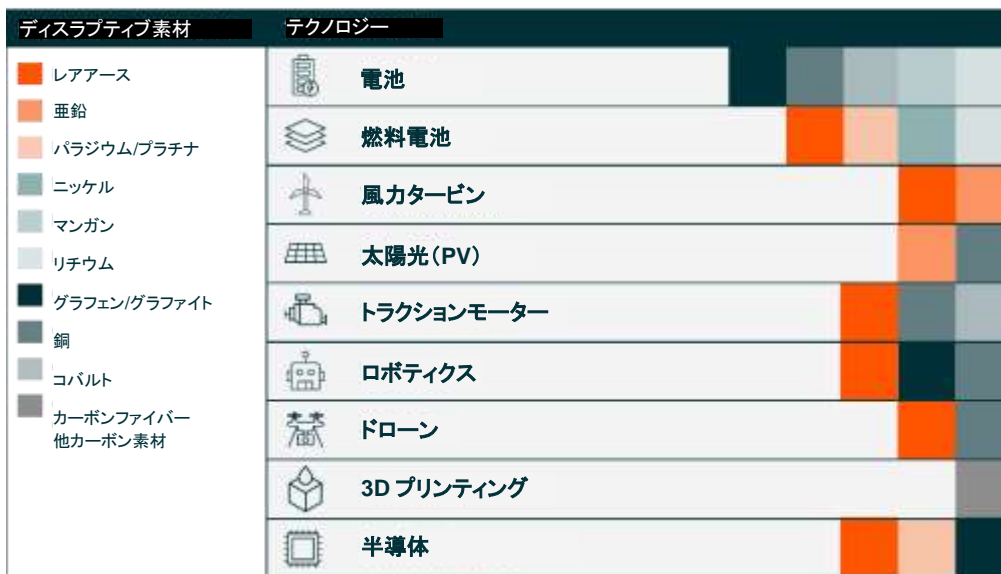 ディスラプティブ素材
テクノロジー
レアアース
亜鉛
パラジウム/プラチナ
ニッケル
マンガン
リチウム
グラフェン/グラファイト
銅
コバルト
カーボンファイバー
他カーボン素材
電池
燃料電池
風力タービン
太陽光(PV)
トラクションモーター
ロボティクス
ドローン
3D プリンティング
半導体